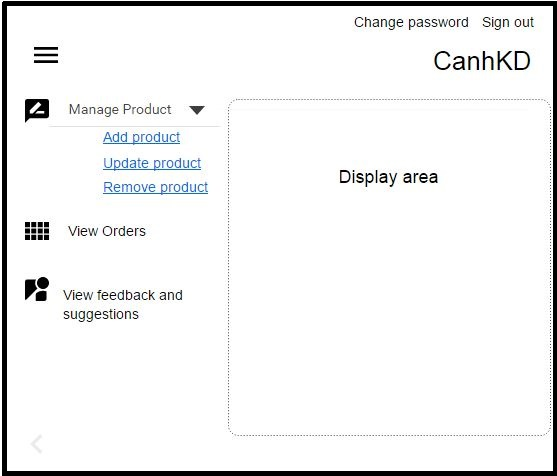 Change password Sign out
CanhKD
Manage Product
Add product
Update product
Remove product
Display area
View Orders
View feedback and
suggestions